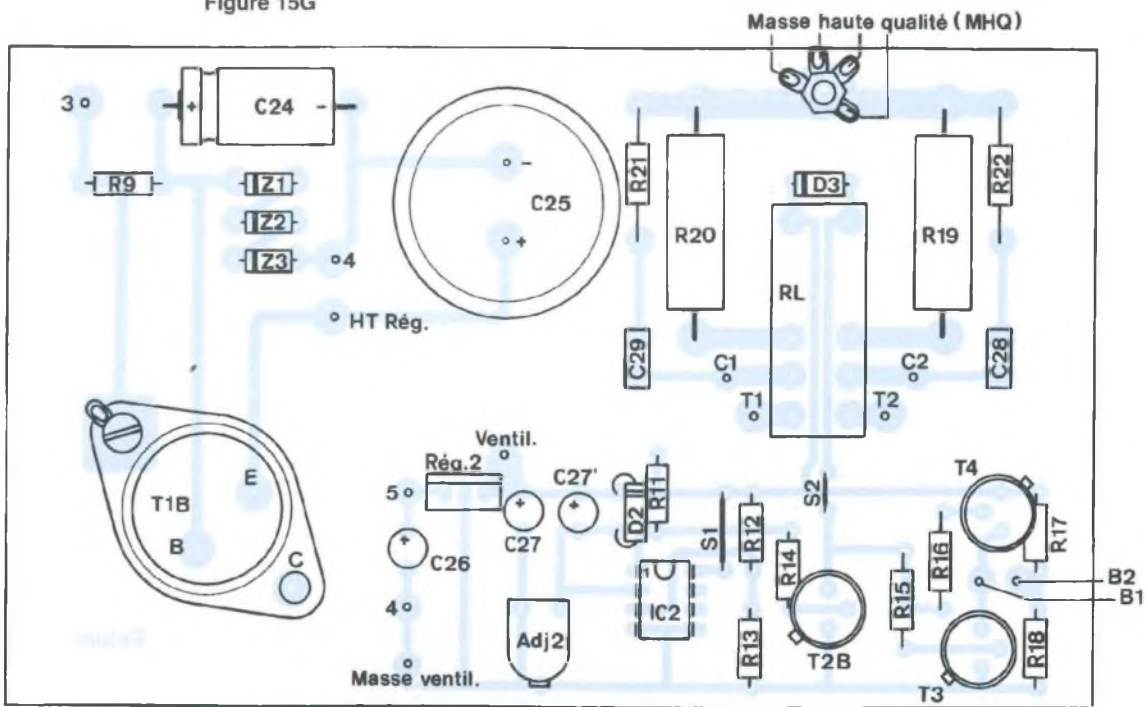 Figure 15G
Masse haute qualité (MHQ)
3
+ C24 -
R9
Z1
Z2
Z3
4
HT Rég.
-
C25
+
R21
R20
D3
RL
R19
R22
C29
C1
C2
C28
T1
T2
T1B
E
B
C
Ventil.
Rég.2
5
C26
+
C27
+
C27'
+
D2
R11
S1
R12
S2
T4
R17
R14
R16
R15
B2
B1
4
Adj2
1
IC2
R13
T2B
T3
R18
Masse ventil.